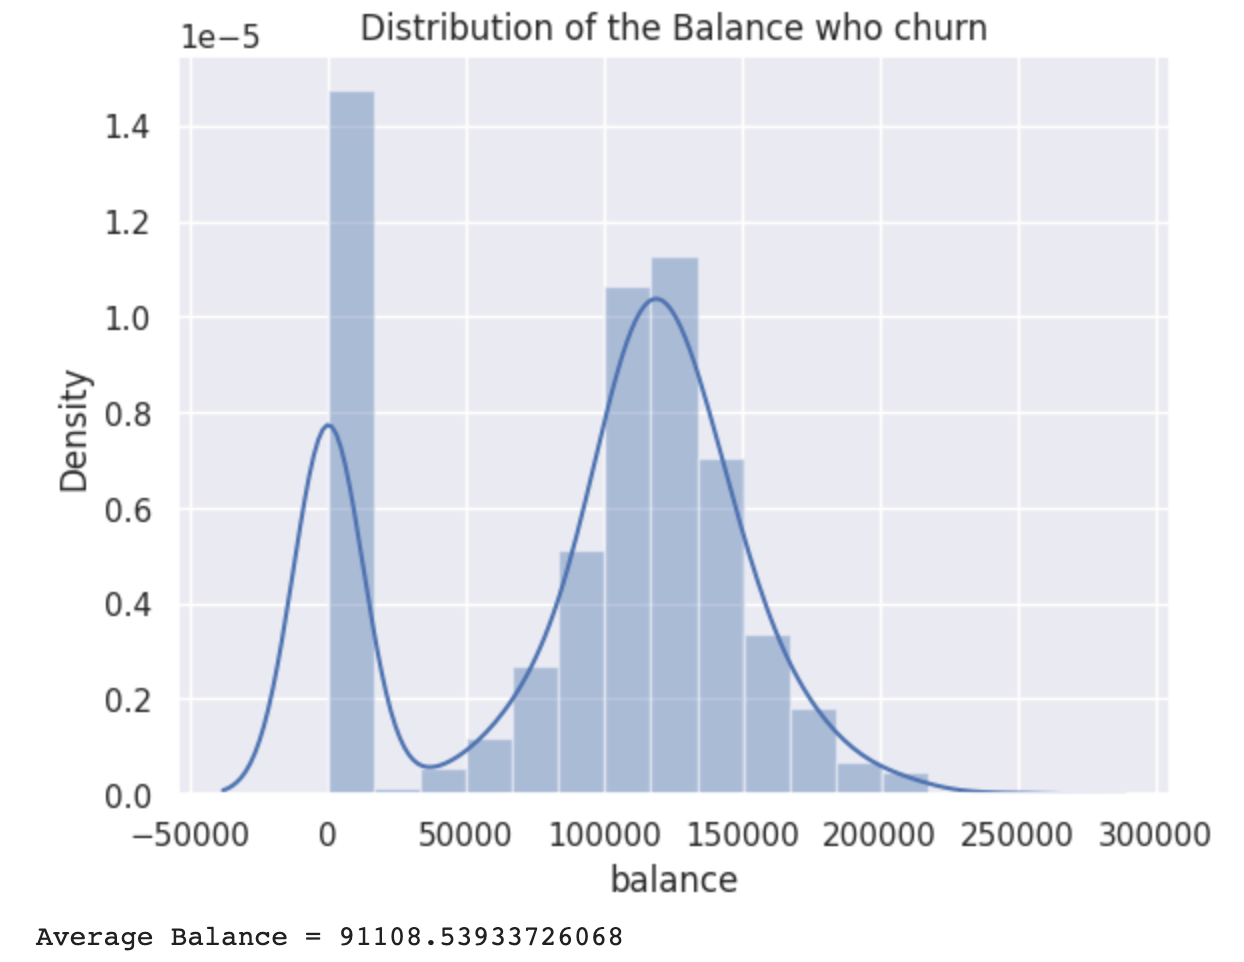 Distribution of the Balance who churn
1e−5
1.4
1.2
1.0
0.8
0.6
0.4
0.2
0.0
Density
−50000 0 50000 100000 150000 200000 250000 300000
balance
Average Balance = 91108.53933726068